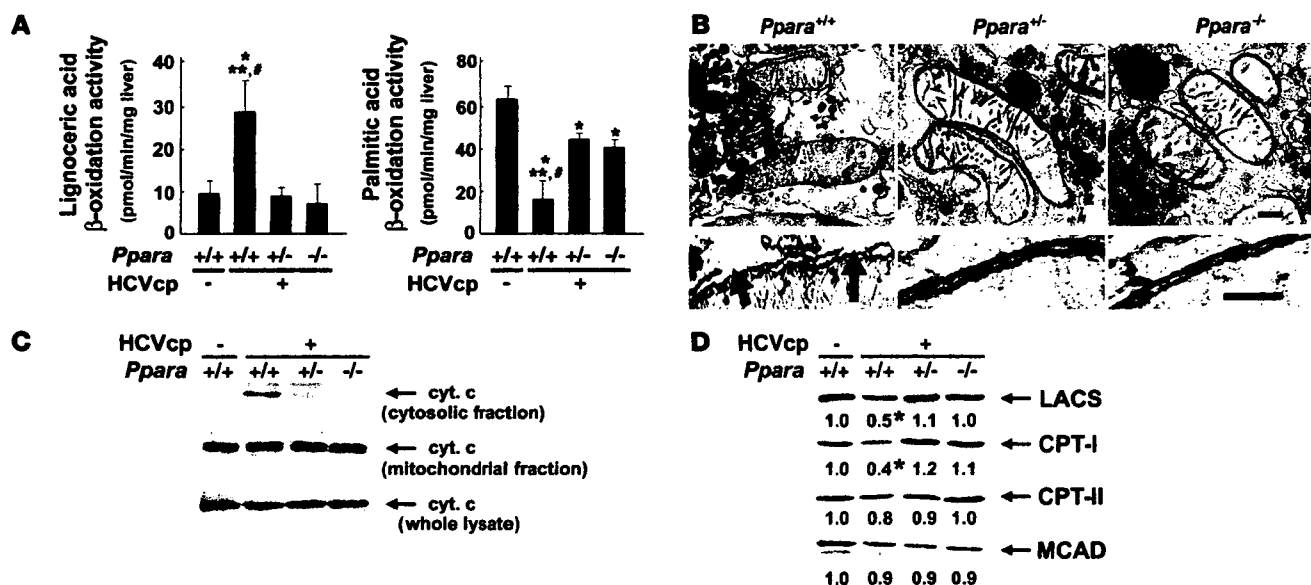 A
Lignoceric acid
β-oxidation activity
(pmol/min/mg liver)
40
30
20
10
0
*
**,#
Ppara +/+ +/+ +/- -/-
HCVcp - +
Palmitic acid
β-oxidation activity
(pmol/min/mg liver)
80
60
40
20
0
*
**,#
*
*
+/+ +/+ +/- -/-
- +
B
Ppara+/+ Ppara+/- Ppara-/-
C
HCVcp - +
Ppara +/+ +/+ +/- -/-
cyt. c
(cytosolic fraction)
cyt. c
(mitochondrial fraction)
cyt. c
(whole lysate)
D
HCVcp - +
Ppara +/+ +/+ +/- -/-
LACS
1.0 0.5* 1.1 1.0
CPT-I
1.0 0.4* 1.2 1.1
CPT-II
1.0 0.8 0.9 1.0
MCAD
1.0 0.9 0.9 0.9